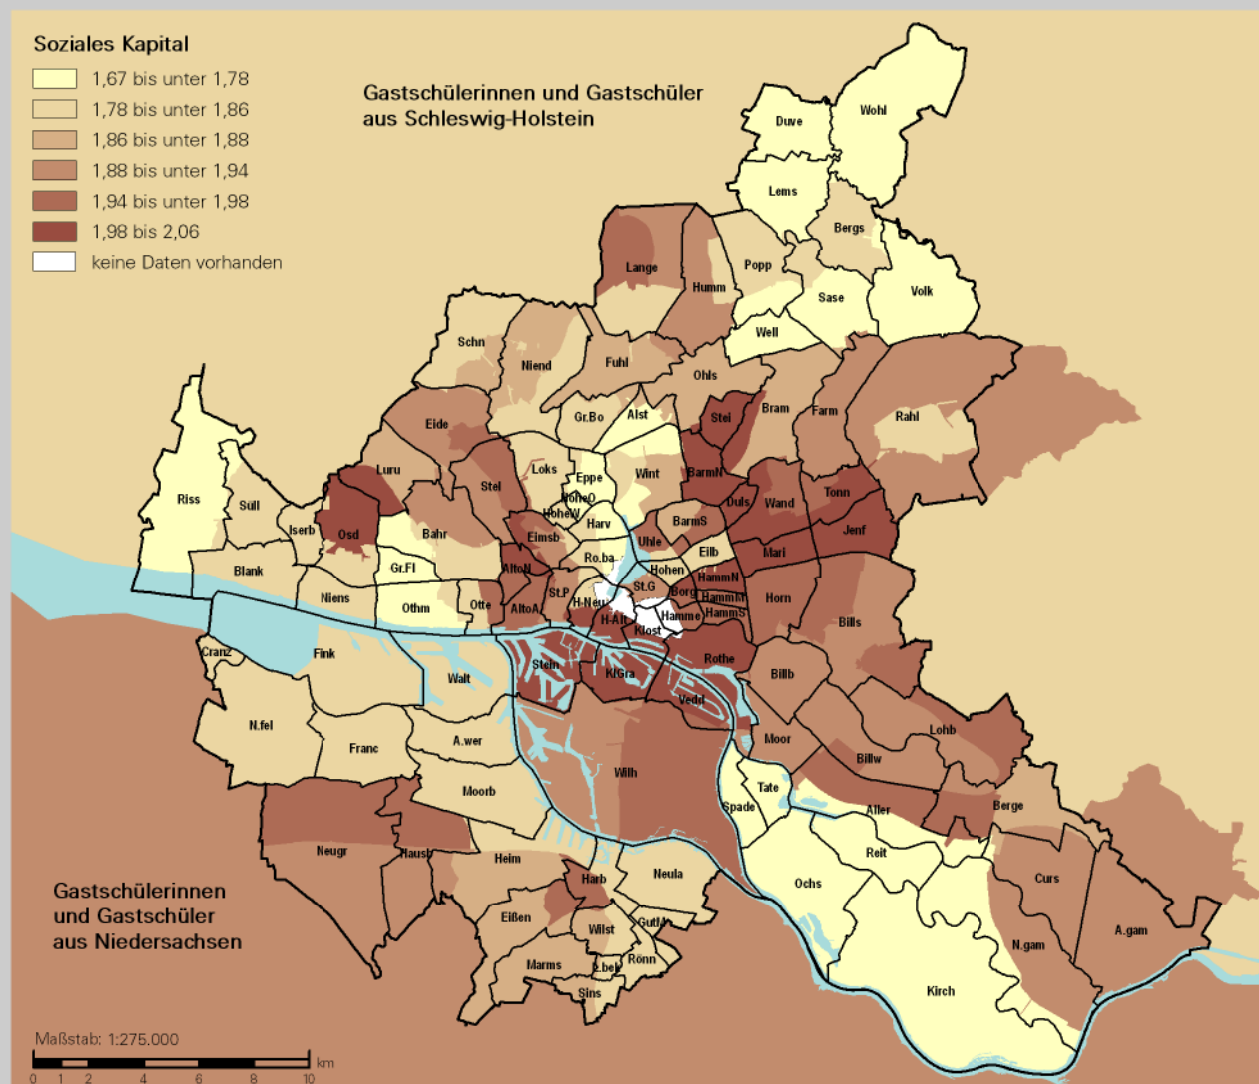 Soziales Kapital
1,67 bis unter 1,78
1,78 bis unter 1,86
1,86 bis unter 1,88
1,88 bis unter 1,94
1,94 bis unter 1,98
1,98 bis 2,06
keine Daten vorhanden
Gastschülerinnen und Gastschüler
aus Schleswig-Holstein
Wohl
Duve
Lems
Bergs
Lange
Popp
Humm
Sase
Volk
Well
Schn
Niend
Fuhl
Ohls
Bram
Farm
Rahl
Gr.Bo
Alst
Stei
Eide
Luru
Stel
Loks
Eppe
Wint
BarmN
Riss
Süll
Iserb
Osd
Bahr
HoheO
HoheW
Harv
Eimsb
Uhle
BarmS
Duls
Wand
Tonn
Jenf
Blank
Gr.Fl
Ro.ba
Eilb
Mari
AltoN
Hohen
HammN
Niens
Othm
Otte
AltoA
St.P
H-Neu
St.G
Borg
HammM
Horn
Bills
H-Alt
Klost
Hamme
HammS
Cranz
Fink
Walt
Stein
KlGra
Rothe
Vedd
Billb
N.fel
Franc
A.wer
Moor
Lohb
Billw
Moorb
Wilh
Tate
Spade
Aller
Berge
Neugr
Hausb
Heim
Harb
Neula
Reit
Ochs
Curs
Eißen
Wilst
GutM
N.gam
A.gam
Marms
Rönn
Sins
Kirch
Gastschülerinnen
und Gastschüler
aus Niedersachsen
Maßstab: 1:275.000
km
0 1 2 4 6 8 10